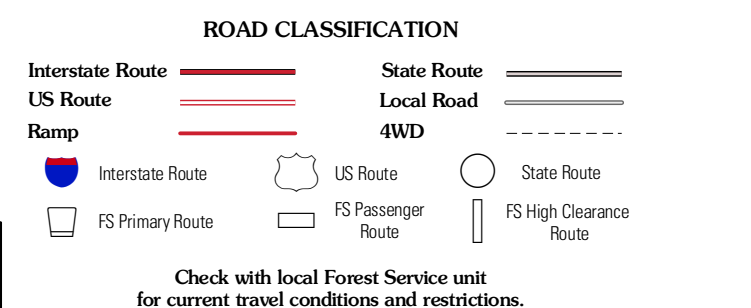 ROAD CLASSIFICATION
Interstate Route
State Route
US Route
Local Road
Ramp
4WD
Interstate Route
US Route
State Route
FS Primary Route
FS Passenger
Route
FS High Clearance
Route
Check with local Forest Service unit
for current travel conditions and restrictions.